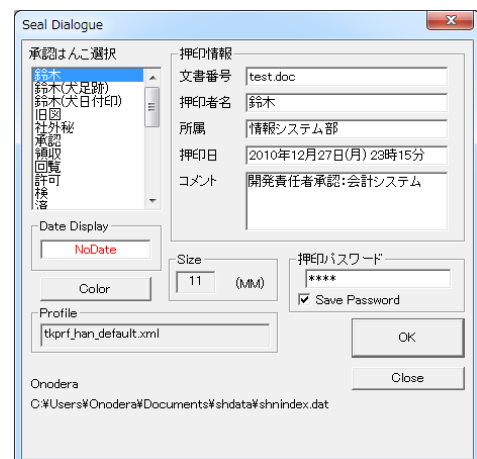 Seal Dialogue
承認はんこ選択
鈴木
鈴木(犬足跡)
鈴木(犬日付印)
旧図
社外秘
承認
領収
回覧
許可
検
済
Date Display
NoDate
Color
Profile
tkprf_han_default.xml
押印情報
文書番号 test.doc
押印者名 鈴木
所属 情報システム部
押印日 2010年12月27日(月) 23時15分
コメント 開発責任者承認:会計システム
Size
11 (MM)
押印パスワード
****
Save Password
OK
Close
Onodera
C:¥Users¥Onodera¥Documents¥shdata¥shnindex.dat